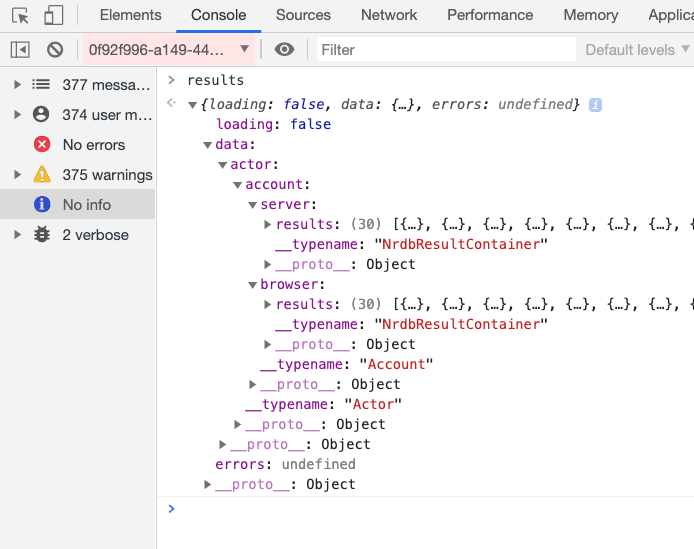 Elements Console Sources Network Performance Memory Applic
0f92f996-a149-44… ▼ Filter Default levels ▼
377 messa…
374 user m…
No errors
375 warnings
No info
2 verbose
> results
{loading: false, data: {…}, errors: undefined} i
loading: false
data:
actor:
account:
server:
results: (30) [{…}, {…}, {…}, {…}, {…}, {…}, {
__typename: "NrdbResultContainer"
__proto__: Object
browser:
results: (30) [{…}, {…}, {…}, {…}, {…}, {…}, {
__typename: "NrdbResultContainer"
__proto__: Object
__typename: "Account"
__proto__: Object
__typename: "Actor"
__proto__: Object
__proto__: Object
errors: undefined
__proto__: Object
>